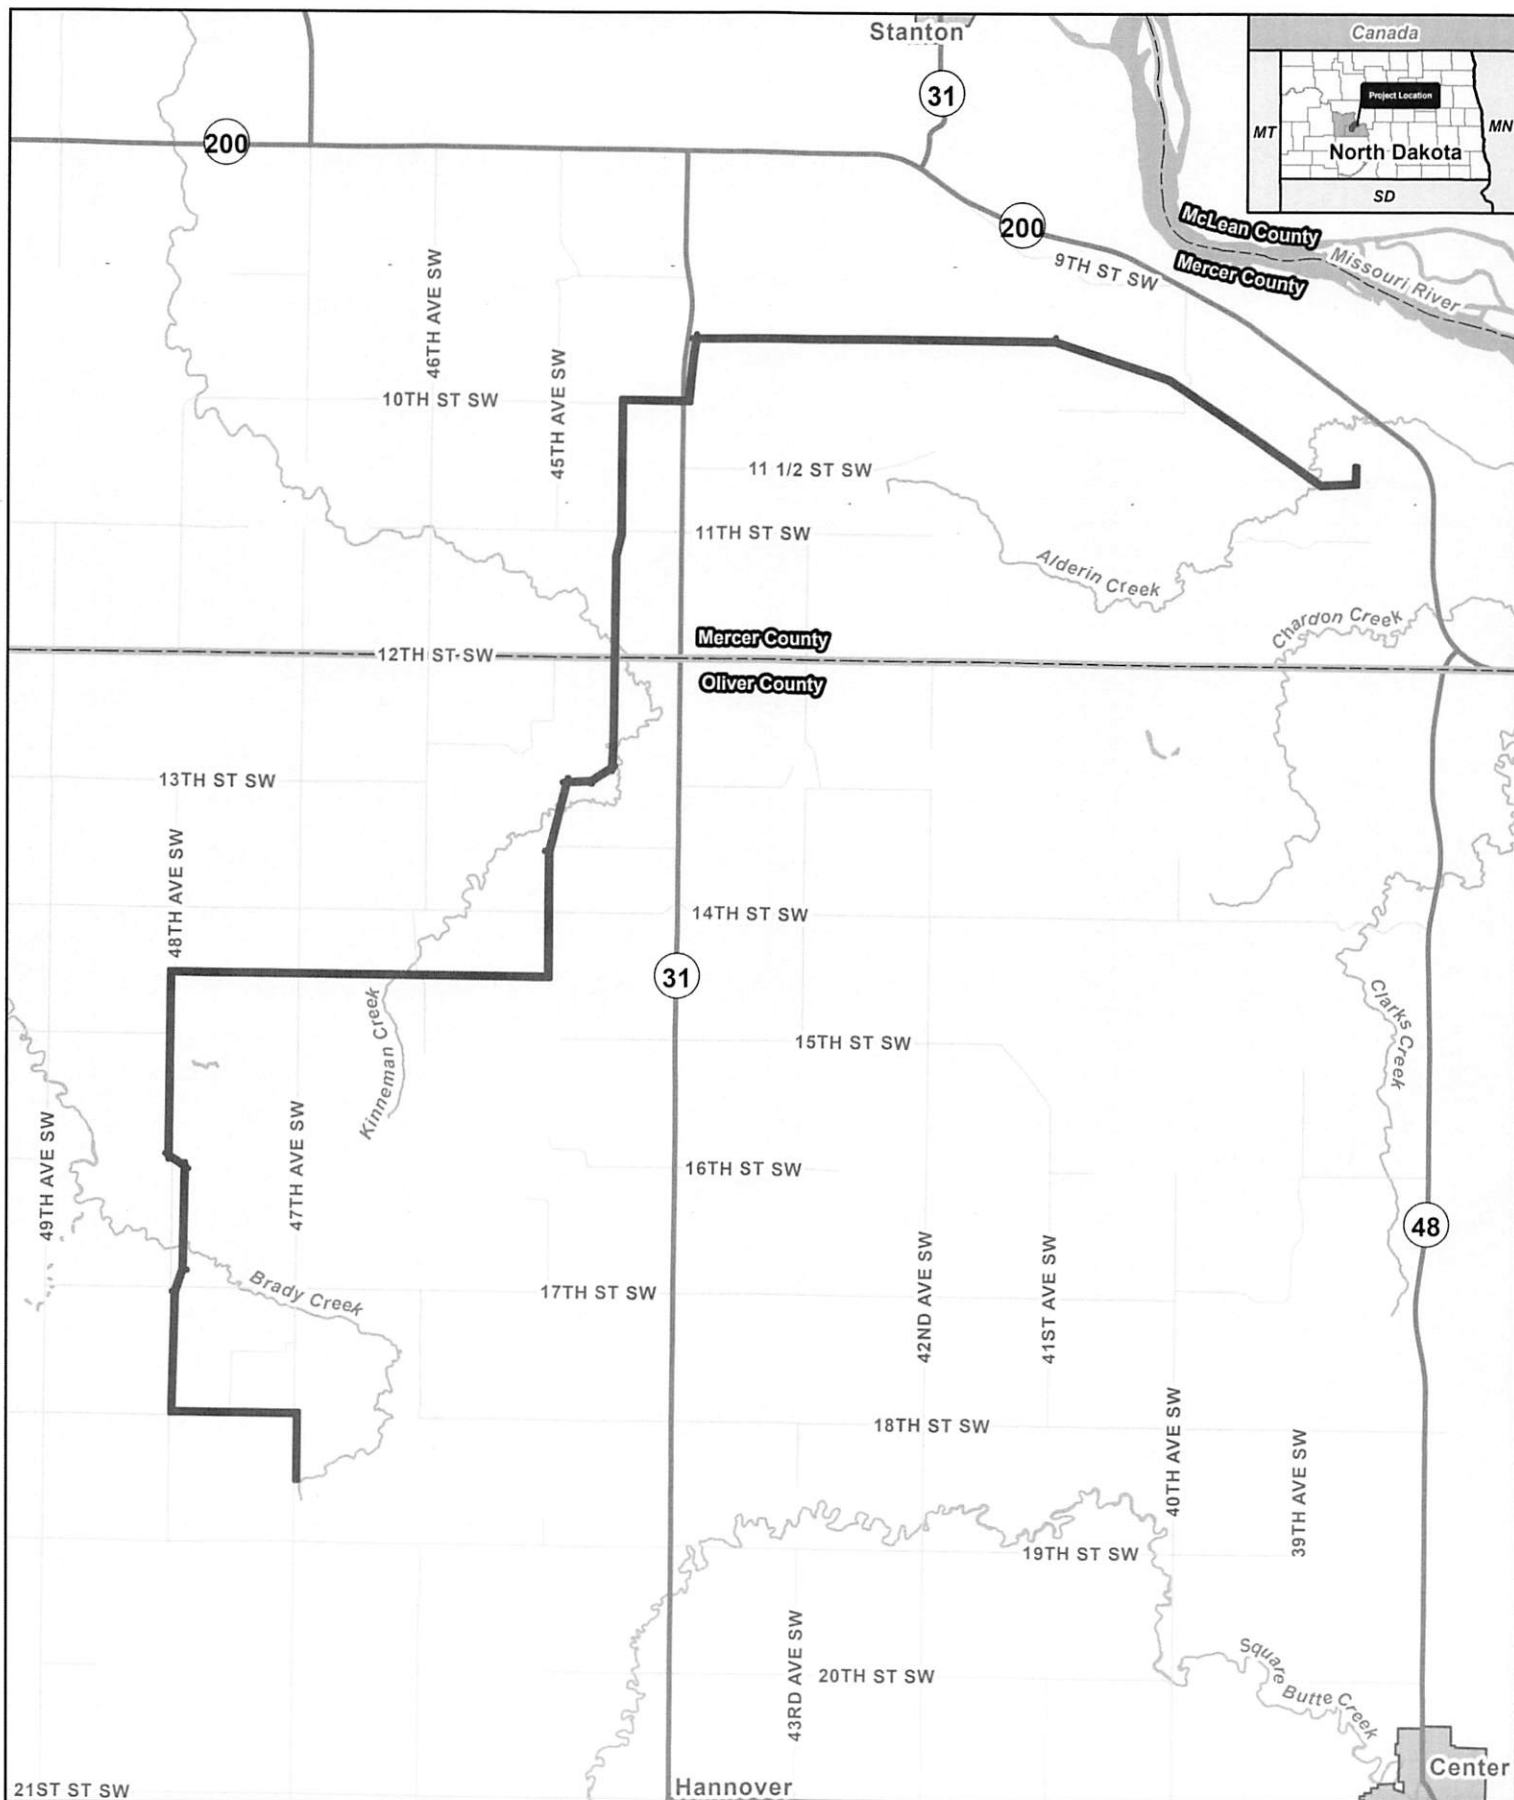 Stanton
31
Canada
Project Location
MT
MN
North Dakota
SD
200
200
McLean County
Mercer County
Missouri River
9TH ST SW
46TH AVE SW
45TH AVE SW
10TH ST SW
11 1/2 ST SW
11TH ST SW
Alderin Creek
Chardon Creek
12TH ST SW
Mercer County
Oliver County
13TH ST SW
48TH AVE SW
14TH ST SW
31
Kinneman Creek
Clarks Creek
15TH ST SW
49TH AVE SW
47TH AVE SW
16TH ST SW
48
Brady Creek
17TH ST SW
42ND AVE SW
41ST AVE SW
18TH ST SW
40TH AVE SW
39TH AVE SW
19TH ST SW
43RD AVE SW
20TH ST SW
Square Butte Creek
Center
Hannover
21ST ST SW